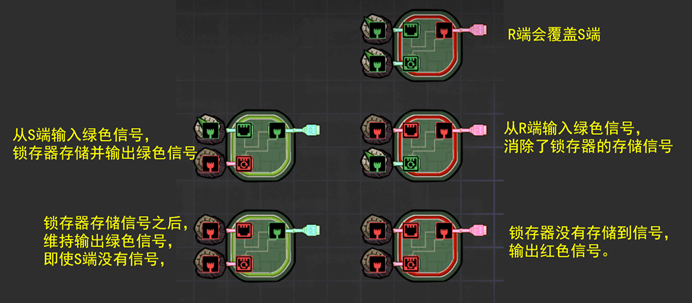 R端会覆盖S端
从S端输入绿色信号,
锁存器存储并输出绿色信号
从R端输入绿色信号,
消除了锁存器的存储信号
锁存器存储信号之后,
维持输出绿色信号,
即使S端没有信号,
锁存器没有存储到信号,
输出红色信号。